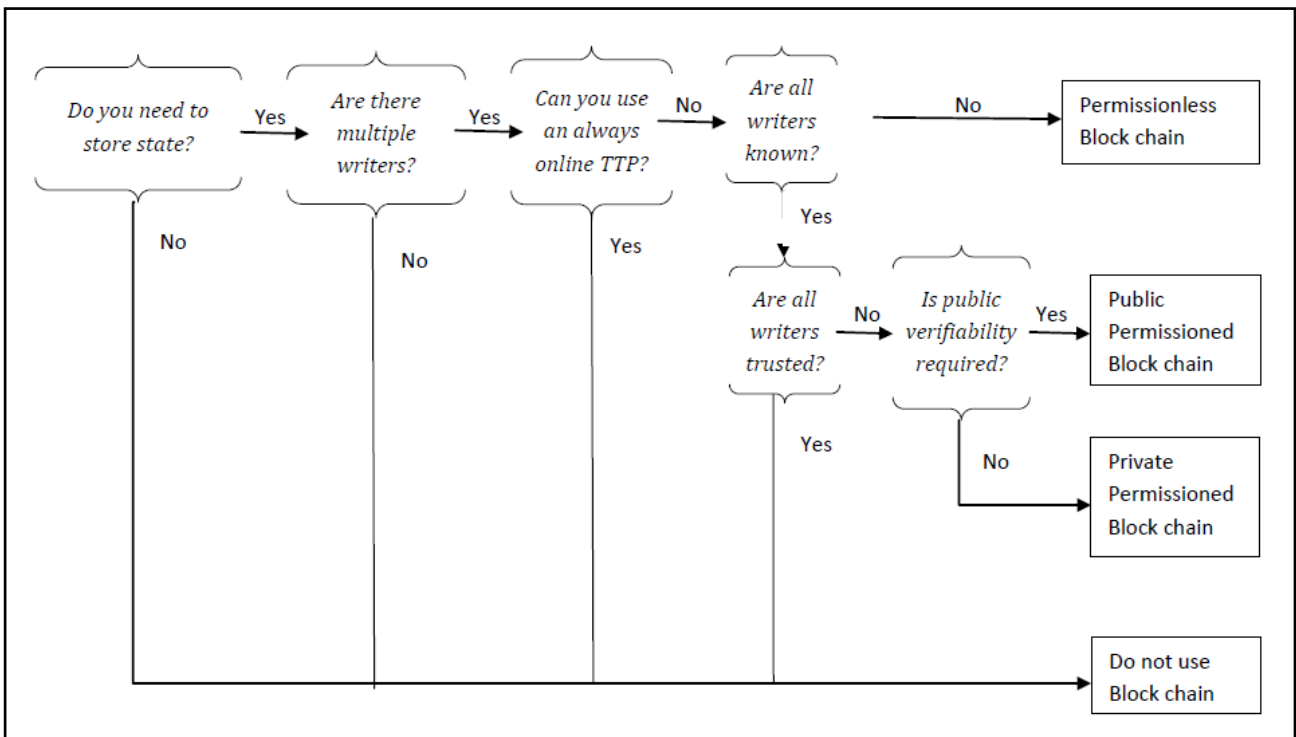 Do you need to
store state?
Yes
Are there
multiple
writers?
Yes
Can you use
an always
online TTP?
No
Are all
writers
known?
No
Permissionless
Block chain
No
No
Yes
Yes
Are all
writers
trusted?
No
Is public
verifiability
required?
Yes
Public
Permissioned
Block chain
Yes
No
Private
Permissioned
Block chain
Do not use
Block chain